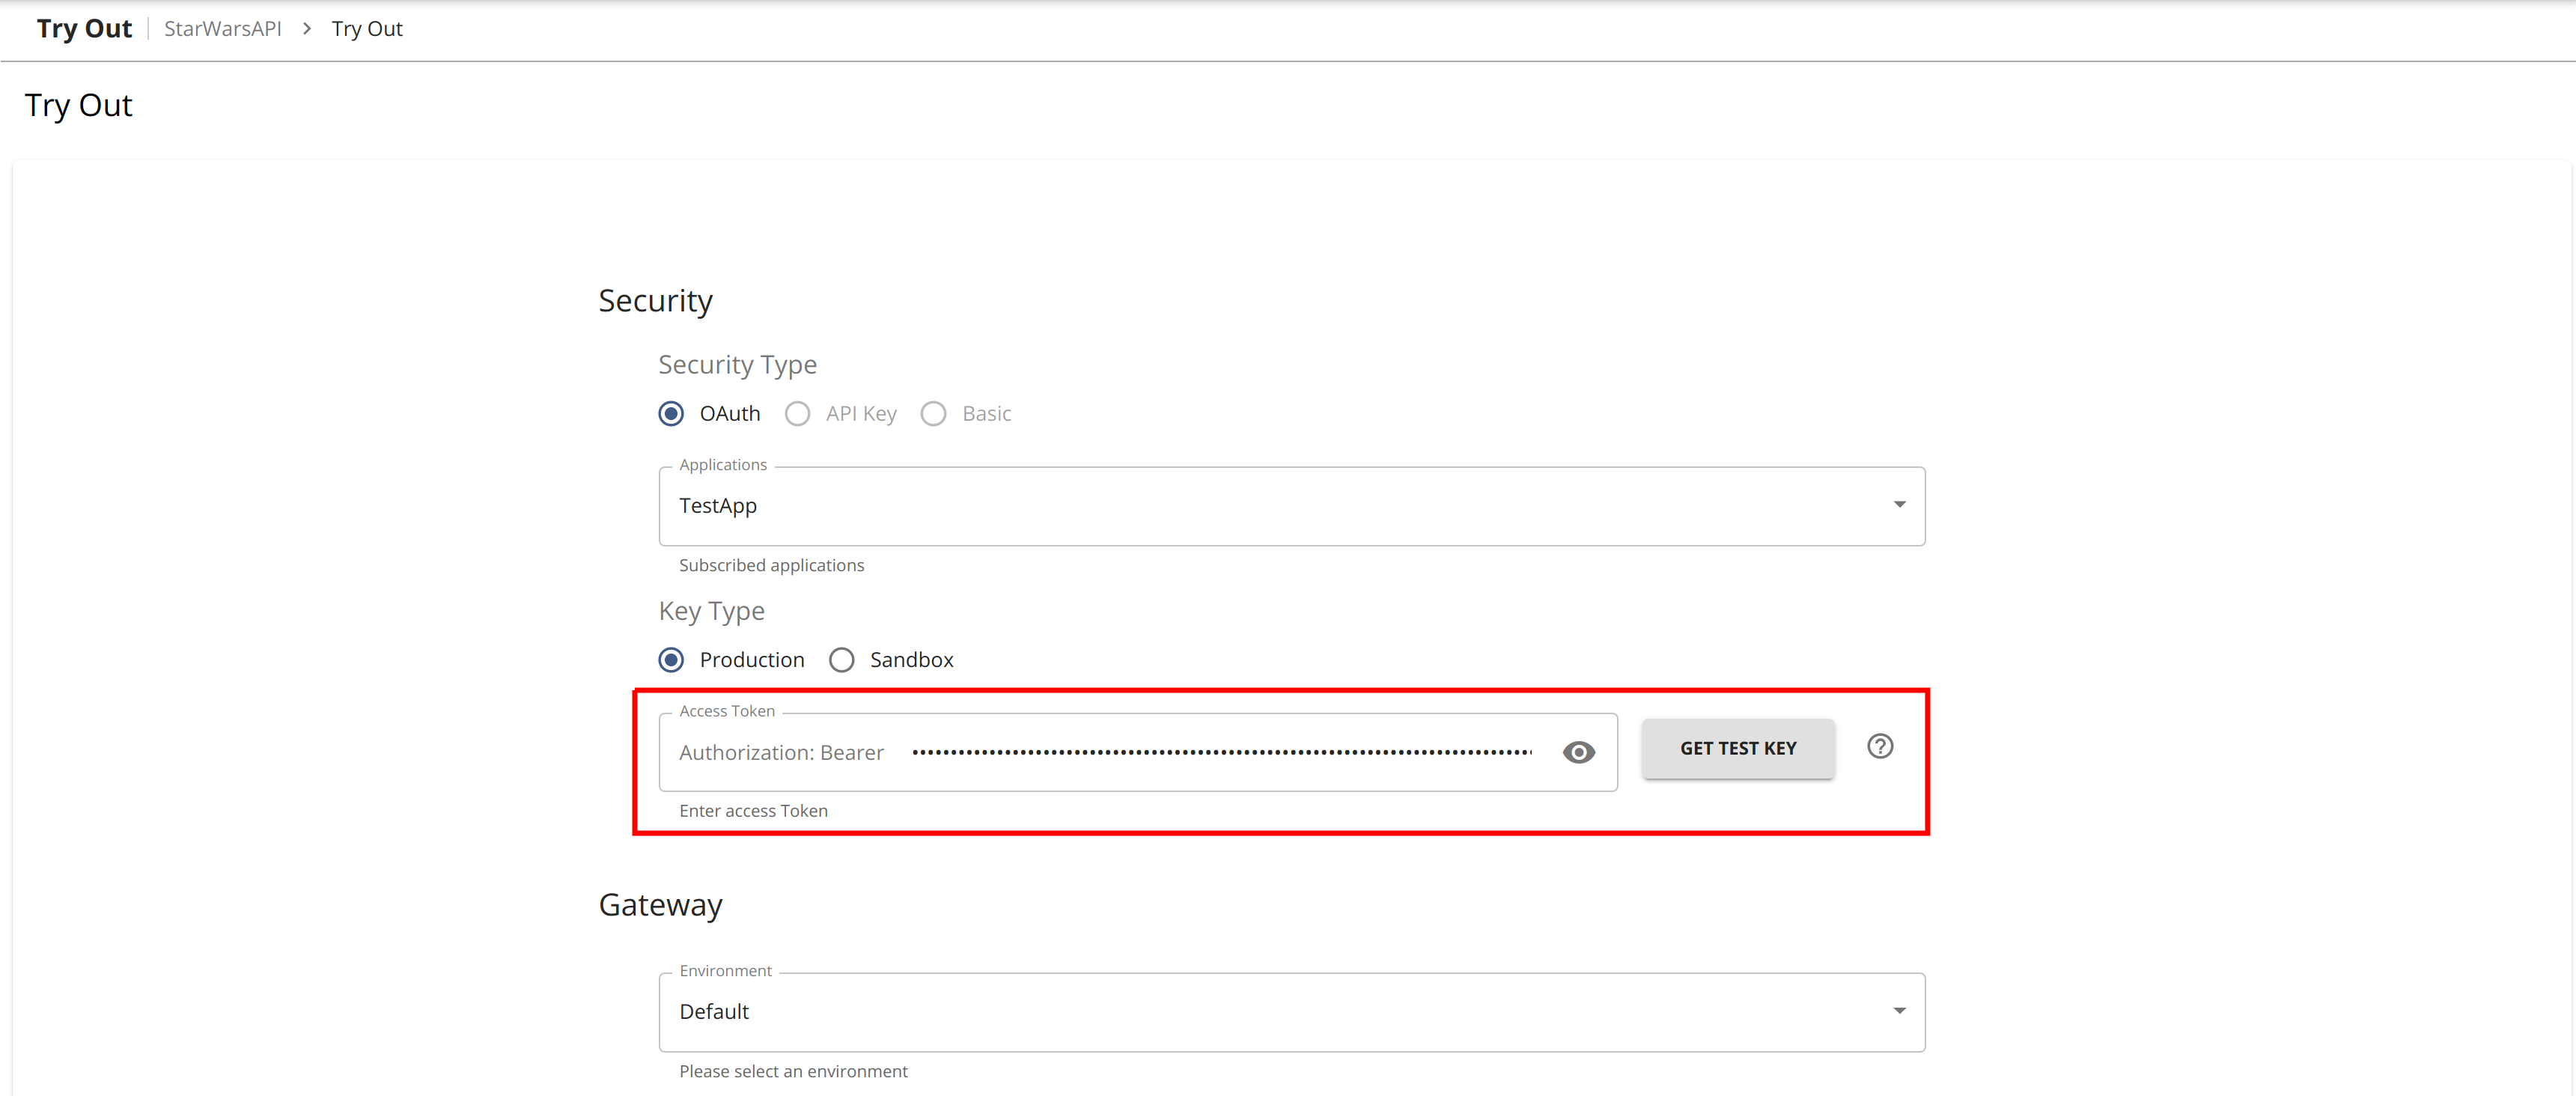 Try Out StarWarsAPI > Try Out
Try Out
Security
Security Type
OAuth API Key Basic
Applications
TestApp
Subscribed applications
Key Type
Production Sandbox
Access Token
Authorization: Bearer GET TEST KEY
Enter access Token
Gateway
Environment
Default
Please select an environment